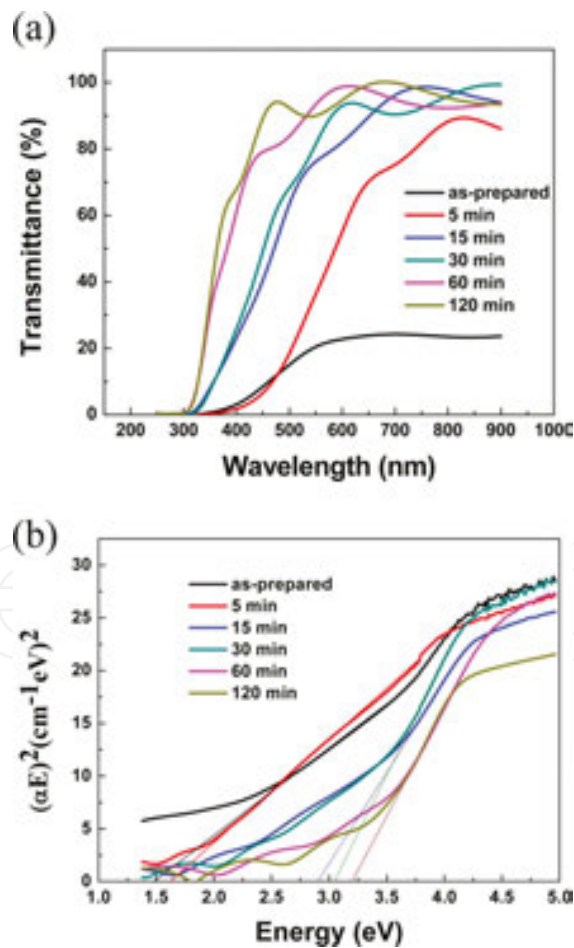 (a)
100
80
60
40
20
0
Transmittance (%)
as-prepared
5 min
15 min
30 min
60 min
120 min
200 300 400 500 600 700 800 900 1000
Wavelength (nm)
(b)
30
25
20
15
10
5
0
(αE)²(cm⁻¹eV)²
as-prepared
5 min
15 min
30 min
60 min
120 min
1.0 1.5 2.0 2.5 3.0 3.5 4.0 4.5 5.0
Energy (eV)